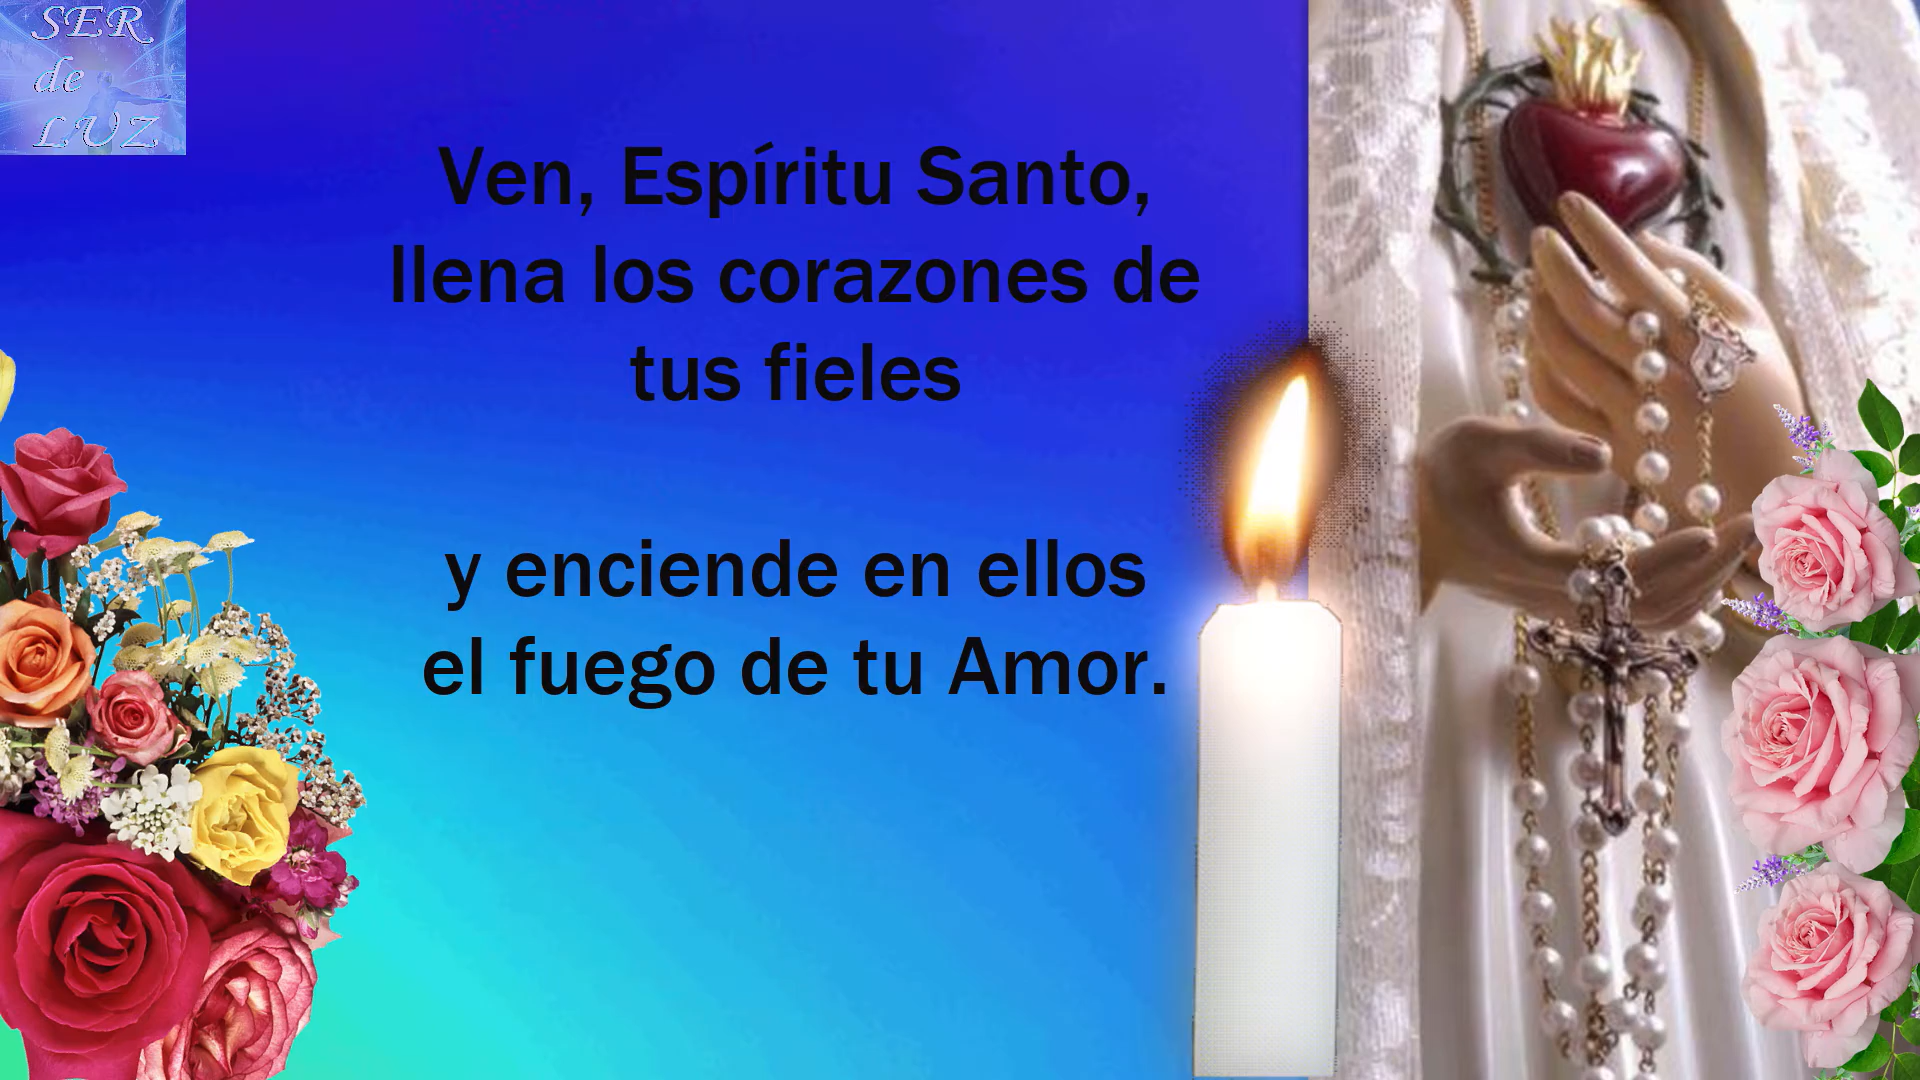 SER
de
LUZ
Ven, Espíritu Santo,
llena los corazones de
tus fieles
y enciende en ellos
el fuego de tu Amor.